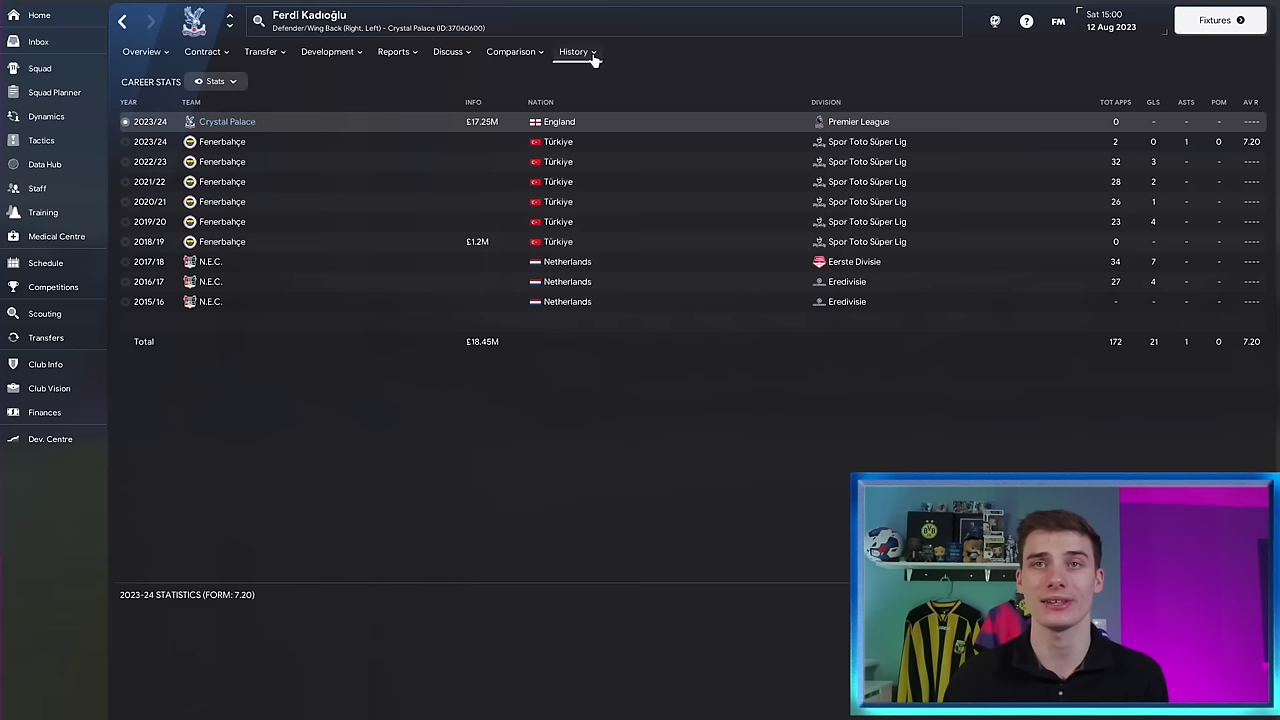 Home
Inbox
Squad
Squad Planner
Dynamics
Tactics
Data Hub
Staff
Training
Medical Centre
Schedule
Competitions
Scouting
Transfers
Club Info
Club Vision
Finances
Dev. Centre
Ferdi Kadıoğlu
Defender/Wing Back (Right, Left) - Crystal Palace (ID:37060600)
FM
Sat 15:00
12 Aug 2023
Fixtures
Overview Contract Transfer Development Reports Discuss Comparison History
CAREER STATS Stats
YEAR TEAM INFO NATION DIVISION TOT APPS GLS ASTS POM AV R
2023/24 Crystal Palace £17.25M England Premier League 0 - - - ----
2023/24 Fenerbahçe Türkiye Spor Toto Süper Lig 2 0 1 0 7.20
2022/23 Fenerbahçe Türkiye Spor Toto Süper Lig 32 3 - - ----
2021/22 Fenerbahçe Türkiye Spor Toto Süper Lig 28 2 - - ----
2020/21 Fenerbahçe Türkiye Spor Toto Süper Lig 26 1 - - ----
2019/20 Fenerbahçe Türkiye Spor Toto Süper Lig 23 4 - - ----
2018/19 Fenerbahçe £1.2M Türkiye Spor Toto Süper Lig 0 - - - ----
2017/18 N.E.C. Netherlands Eerste Divisie 34 7 - - ----
2016/17 N.E.C. Netherlands Eredivisie 27 4 - - ----
2015/16 N.E.C. Netherlands Eredivisie - - - - ----
Total £18.45M 172 21 1 0 7.20
2023-24 STATISTICS (FORM: 7.20)
BVB